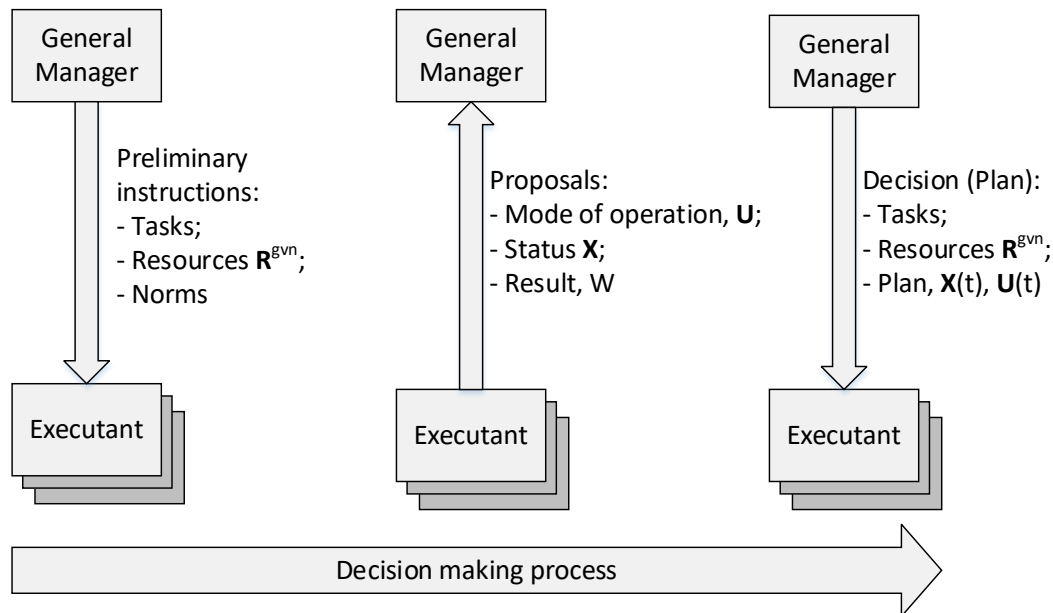 General
Manager
Preliminary
instructions:
- Tasks;
- Resources R^gvn;
- Norms
Executant
General
Manager
Proposals:
- Mode of operation, U;
- Status X;
- Result, W
Executant
General
Manager
Decision (Plan):
- Tasks;
- Resources R^gvn;
- Plan, X(t), U(t)
Executant
Decision making process